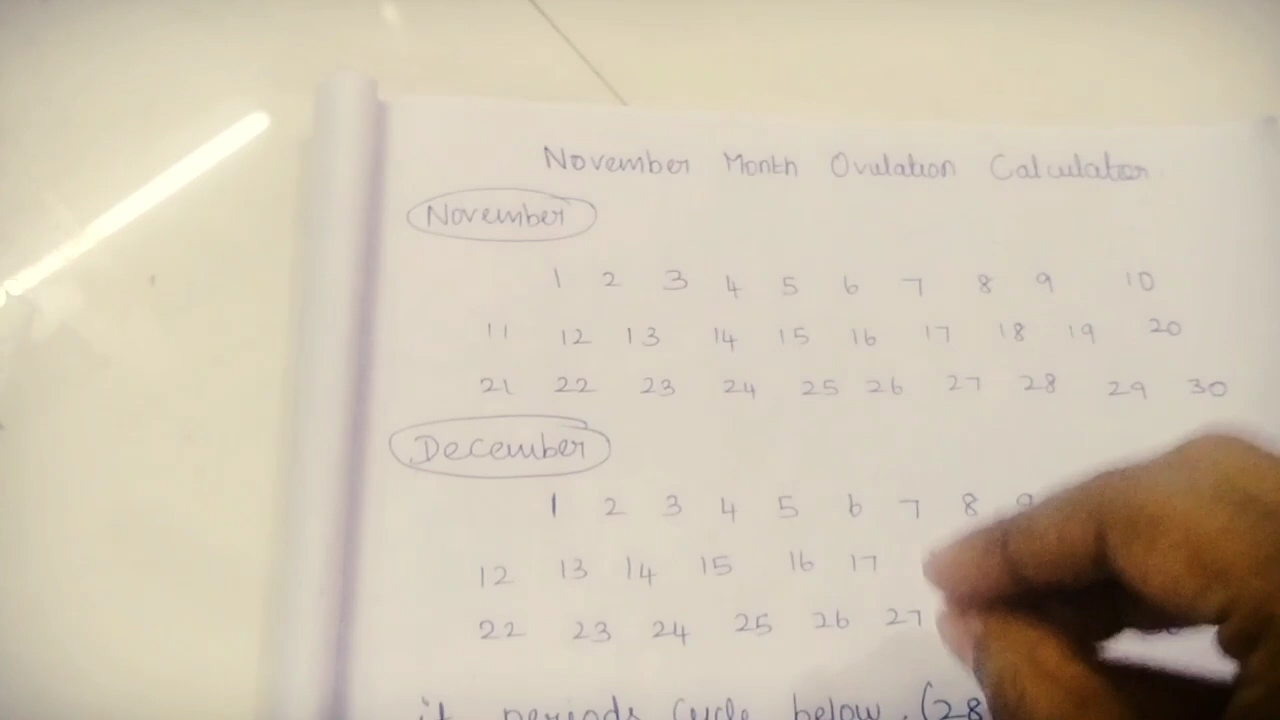 November Month Ovulation Calculator
November
1 2 3 4 5 6 7 8 9 10
11 12 13 14 15 16 17 18 19 20
21 22 23 24 25 26 27 28 29 30
December
1 2 3 4 5 6 7 8 9
12 13 14 15 16 17
22 23 24 25 26 27
it periods cycle below (28